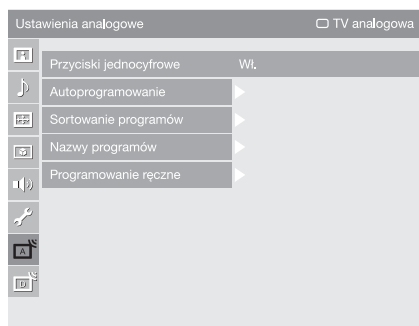 Ustawienia analogowe TV analogowa
Przyciski jednocyfrowe Wł.
Autoprogramowanie
Sortowanie programów
Nazwy programów
Programowanie ręczne
A
D